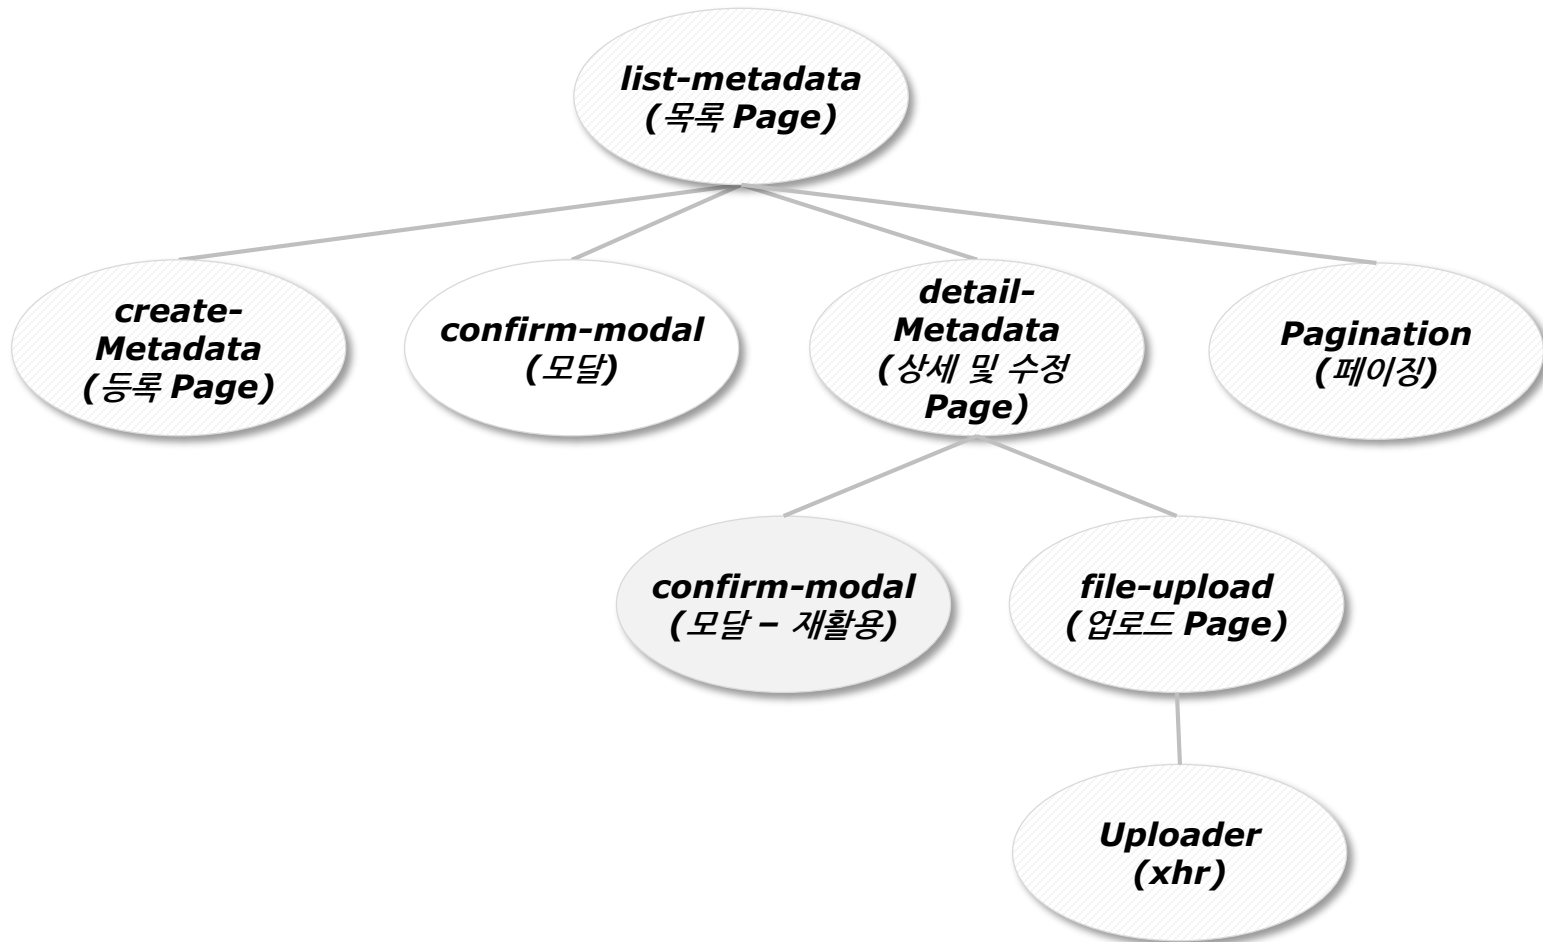 list-metadata
(목록 Page)
create-
Metadata
(등록 Page)
confirm-modal
(모달)
detail-
Metadata
(상세 및 수정
Page)
Pagination
(페이징)
confirm-modal
(모달 – 재활용)
file-upload
(업로드 Page)
Uploader
(xhr)